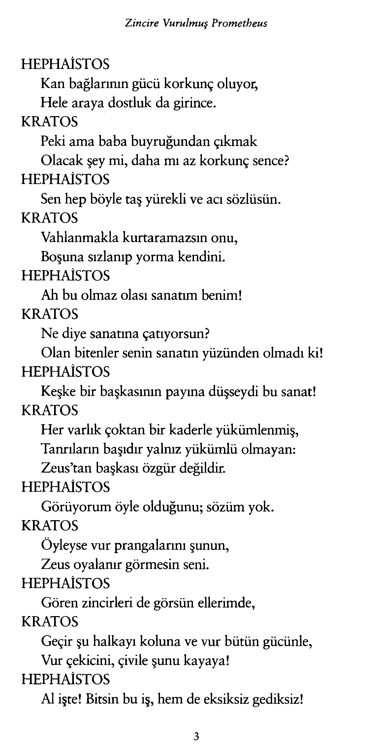 Zincire Vurulmuş Prometheus
HEPHAİSTOS
Kan bağlarının gücü korkunç oluyor,
Hele araya dostluk da girince.
KRATOS
Peki ama baba buyruğundan çıkmak
Olacak şey mi, daha mı az korkunç sence?
HEPHAİSTOS
Sen hep böyle taş yürekli ve acı sözlüsün.
KRATOS
Vahlanmakla kurtaramazsın onu,
Boşuna sızlanıp yorma kendini.
HEPHAİSTOS
Ah bu olmaz olası sanatım benim!
KRATOS
Ne diye sanatına çatıyorsun?
Olan bitenler senin sanatın yüzünden olmadı ki!
HEPHAİSTOS
Keşke bir başkasının payına düşseydi bu sanat!
KRATOS
Her varlık çoktan bir kaderle yükümlenmiş,
Tanrıların başıdır yalnız yükümlü olmayan:
Zeus'tan başkası özgür değildir.
HEPHAİSTOS
Görüyorum öyle olduğunu; sözüm yok.
KRATOS
Öyleyse vur prangalarını şunun,
Zeus oyalanır görmesin seni.
HEPHAİSTOS
Gören zincirleri de görsün ellerimde,
KRATOS
Geçir şu halkayı koluna ve vur bütün gücünle,
Vur çekicini, çivile şunu kayaya!
HEPHAİSTOS
Al işte! Bitsin bu iş, hem de eksiksiz gediksiz!
3